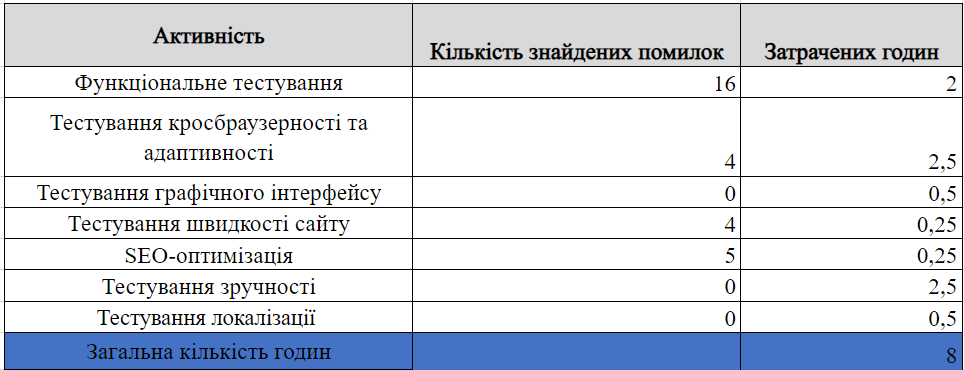 Активність Кількість знайдених помилок Затрачених годин
Функціональне тестування 16 2
Тестування кросбраузерності та
адаптивності 4 2,5
Тестування графічного інтерфейсу 0 0,5
Тестування швидкості сайту 4 0,25
SEO-оптимізація 5 0,25
Тестування зручності 0 2,5
Тестування локалізації 0 0,5
Загальна кількість годин 8